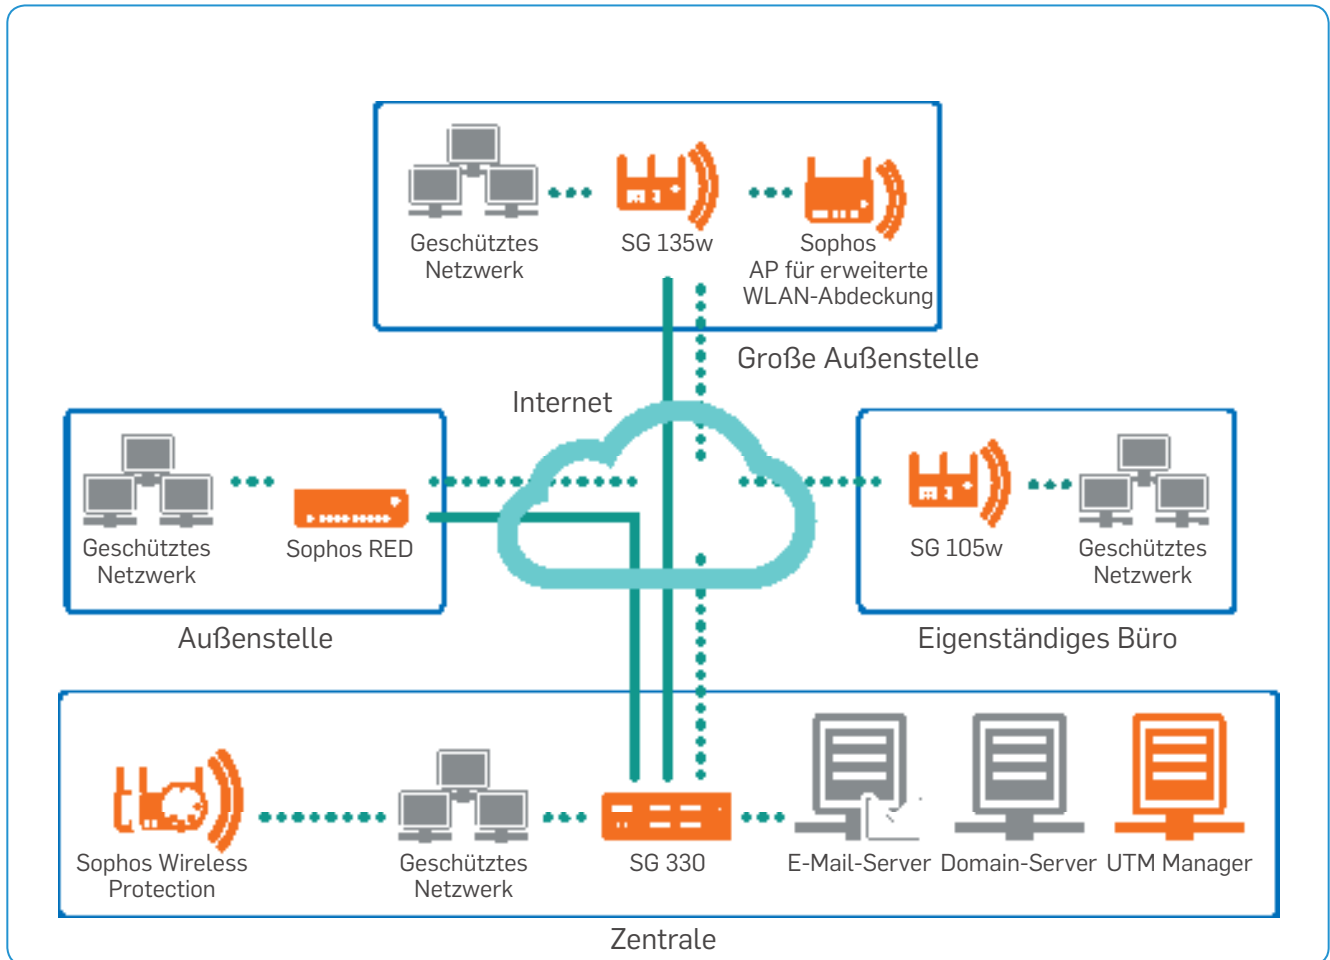 Geschütztes
Netzwerk
SG 135w
Sophos
AP für erweiterte
WLAN-Abdeckung
Große Außenstelle
Internet
Geschütztes
Netzwerk
Sophos RED
Außenstelle
SG 105w
Geschütztes
Netzwerk
Eigenständiges Büro
Sophos Wireless
Protection
Geschütztes
Netzwerk
SG 330
E-Mail-Server
Domain-Server
UTM Manager
Zentrale